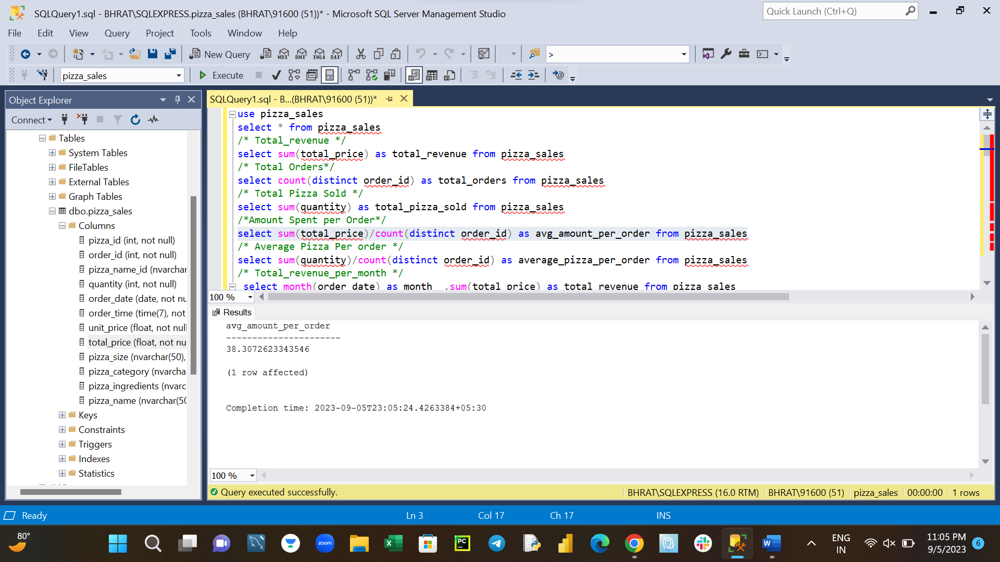 SQLQuery1.sql - BHRAT\SQLEXPRESS.pizza_sales (BHRAT\91600 (51))* - Microsoft SQL Server Management Studio
Quick Launch (Ctrl+Q)
File Edit View Query Project Tools Window Help
New Query MDX DMX XMLA DAX >
pizza_sales Execute
Object Explorer
Connect
Tables
System Tables
FileTables
External Tables
Graph Tables
dbo.pizza_sales
Columns
pizza_id (int, not null)
order_id (int, not null)
pizza_name_id (nvarchar
quantity (int, not null)
order_date (date, not nu
order_time (time(7), not
unit_price (float, not null
total_price (float, not nu
pizza_size (nvarchar(50),
pizza_category (nvarcha
pizza_ingredients (nvarc
pizza_name (nvarchar(50
Keys
Constraints
Triggers
Indexes
Statistics
SQLQuery1.sql - B...(BHRAT\91600 (51))*
use pizza_sales
select * from pizza_sales
/* Total_revenue */
select sum(total_price) as total_revenue from pizza_sales
/* Total Orders*/
select count(distinct order_id) as total_orders from pizza_sales
/* Total Pizza Sold */
select sum(quantity) as total_pizza_sold from pizza_sales
/*Amount Spent per Order*/
select sum(total_price)/count(distinct order_id) as avg_amount_per_order from pizza_sales
/* Average Pizza Per order */
select sum(quantity)/count(distinct order_id) as average_pizza_per_order from pizza_sales
/* Total_revenue_per_month */
select month(order_date) as month_ ,sum(total_price) as total_revenue from pizza_sales
100 %
Results
avg_amount_per_order
----------------------
38.3072623343546
(1 row affected)
Completion time: 2023-09-05T23:05:24.4263384+05:30
100 %
Query executed successfully. BHRAT\SQLEXPRESS (16.0 RTM) BHRAT\91600 (51) pizza_sales 00:00:00 1 rows
Ready Ln 3 Col 17 Ch 17 INS
80°
zoom
PC
ENG
IN
11:05 PM
9/5/2023
6